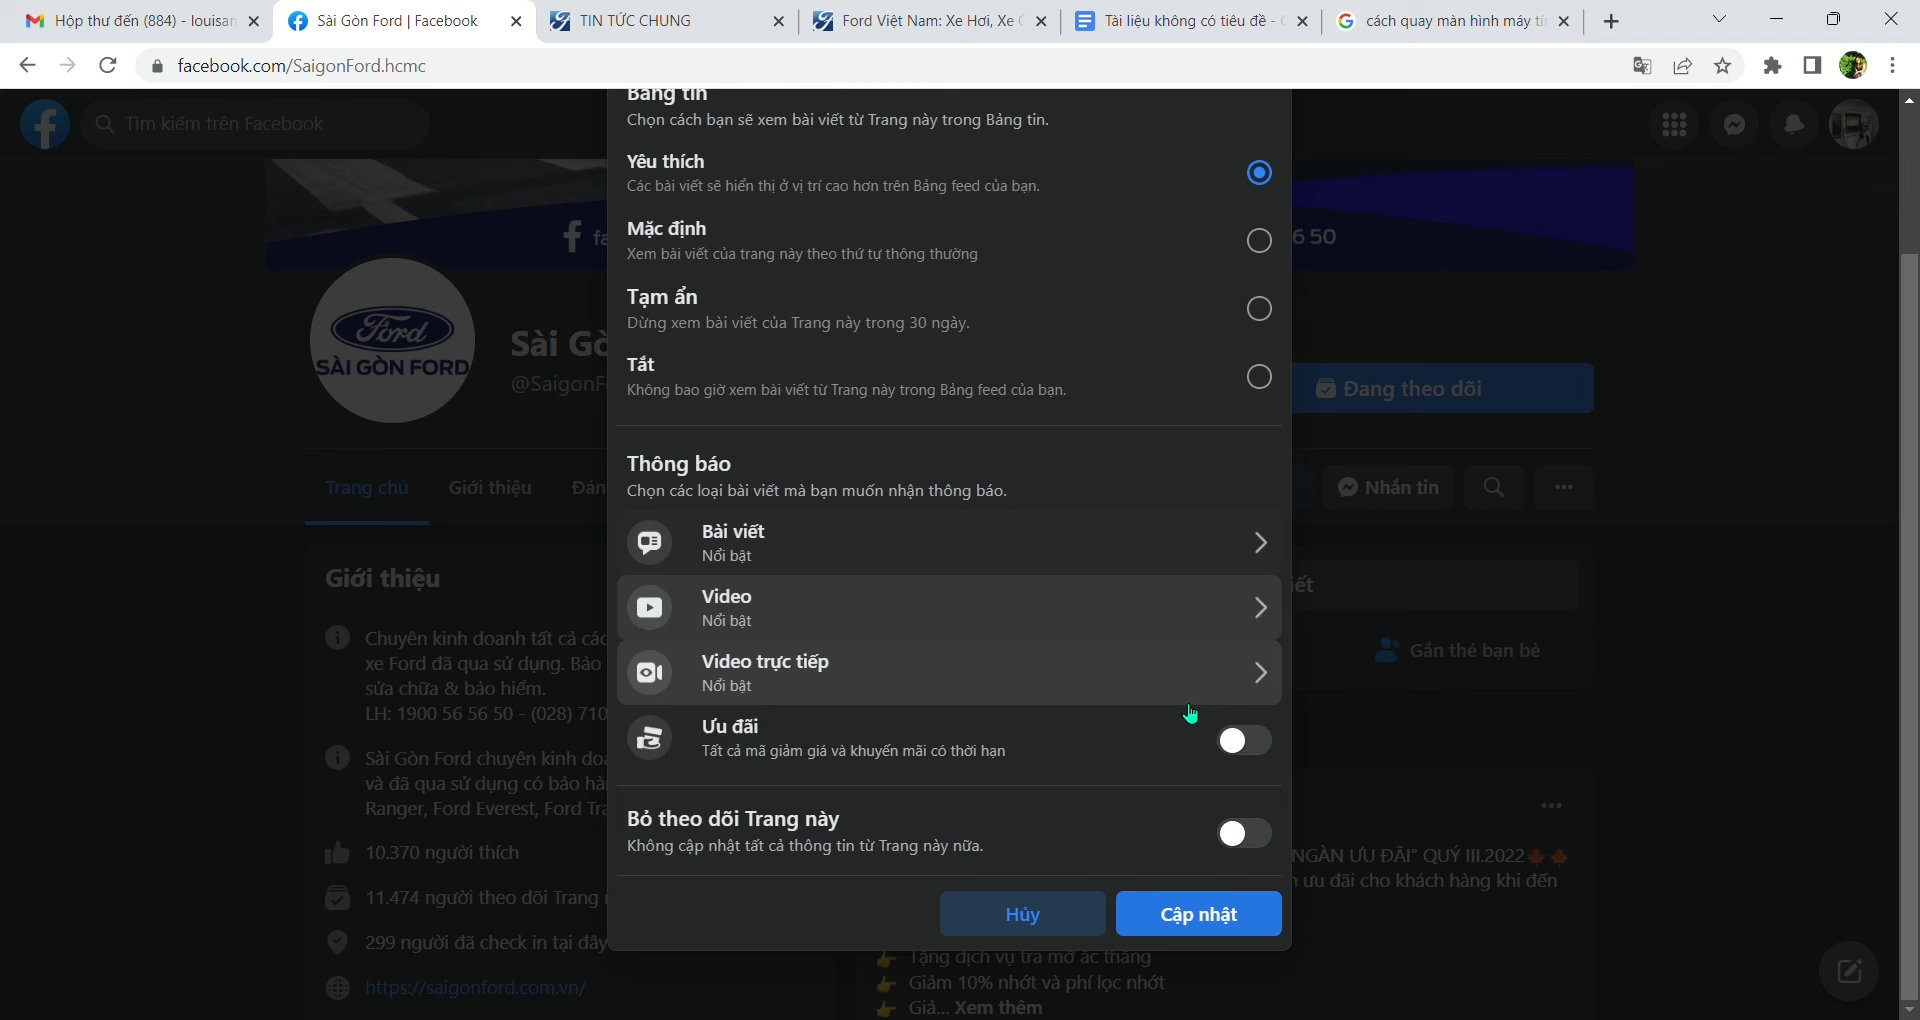 Hộp thư đến (884) - louisan
Sài Gòn Ford | Facebook
TIN TỨC CHUNG
Ford Việt Nam: Xe Hơi, Xe
Tài liệu không có tiêu đề -
cách quay màn hình máy tí
facebook.com/SaigonFord.hcmc
Tìm kiếm trên Facebook
Bảng tin
Chọn cách bạn sẽ xem bài viết từ Trang này trong Bảng tin.
Yêu thích
Các bài viết sẽ hiển thị ở vị trí cao hơn trên Bảng feed của bạn.
Mặc định
Xem bài viết của trang này theo thứ tự thông thường
6 50
Tạm ẩn
Dừng xem bài viết của Trang này trong 30 ngày.
Ford
SÀI GÒN FORD
Sài Gò
@SaigonF
Tắt
Không bao giờ xem bài viết từ Trang này trong Bảng feed của bạn.
Đang theo dõi
Thông báo
Chọn các loại bài viết mà bạn muốn nhận thông báo.
Trang chủ
Giới thiệu
Đán
Nhắn tin
Bài viết
Nổi bật
Video
Nổi bật
Video trực tiếp
Nổi bật
Ưu đãi
Tất cả mã giảm giá và khuyến mãi có thời hạn
Bỏ theo dõi Trang này
Không cập nhật tất cả thông tin từ Trang này nữa.
Hủy
Cập nhật
Giới thiệu
Chuyên kinh doanh tất cả các
xe Ford đã qua sử dụng. Bảo
sửa chữa & bảo hiểm.
LH: 1900 56 56 50 - (028) 710
Sài Gòn Ford chuyên kinh doa
và đã qua sử dụng có bảo hà
Ranger, Ford Everest, Ford Tra
10.370 người thích
11.474 người theo dõi Trang
299 người đã check in tại đây
https://saigonford.com.vn/
iết
Gắn thẻ bạn bè
NGÀN ƯU ĐÃI" QUÝ III.2022
ưu đãi cho khách hàng khi đến
Tặng dịch vụ tra mỡ ắc thắng
Giảm 10% nhớt và phí lọc nhớt
Giả... Xem thêm